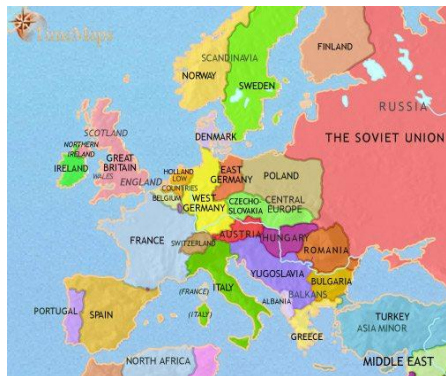 TimeMaps
SCANDINAVIA
FINLAND
NORWAY
SWEDEN
RUSSIA
SCOTLAND
DENMARK
THE SOVIET UNION
NORTHERN
IRELAND
IRELAND
GREAT
BRITAIN
WALES
ENGLAND
HOLLAND
LOW
COUNTRIES
BELGIUM
EAST
GERMANY
POLAND
WEST
GERMANY
CZECHO-
SLOVAKIA
CENTRAL
EUROPE
FRANCE
SWITZERLAND
AUSTRIA
HUNGARY
ROMANIA
YUGOSLAVIA
(FRANCE)
ITALY
BULGARIA
BALKANS
ALBANIA
PORTUGAL
SPAIN
(ITALY)
GREECE
TURKEY
ASIA MINOR
NORTH AFRICA
MIDDLE EAST